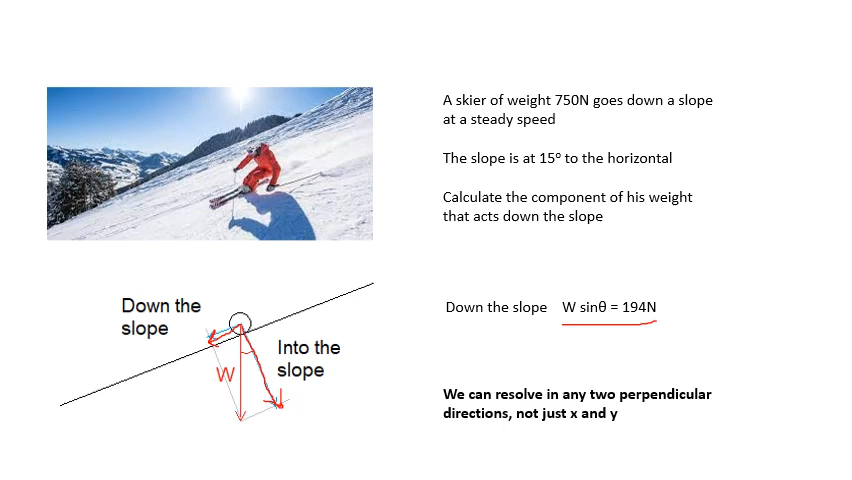 A skier of weight 750N goes down a slope
at a steady speed
The slope is at 15° to the horizontal
Calculate the component of his weight
that acts down the slope
Down the
slope
Into the
slope
W
Down the slope W sinθ = 194N
We can resolve in any two perpendicular
directions, not just x and y